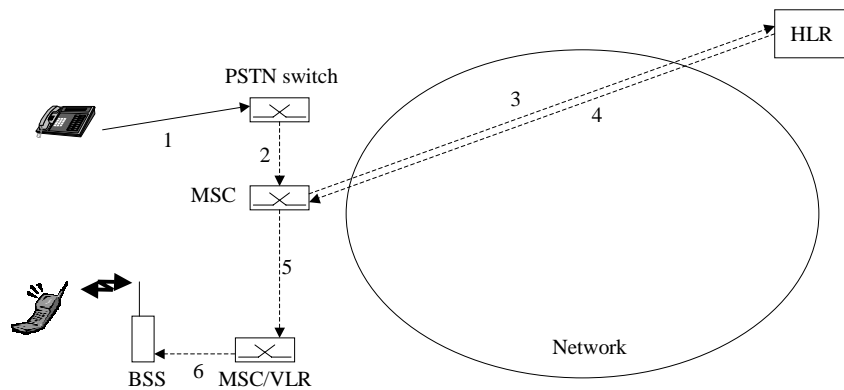 HLR
PSTN switch
3
4
1
2
MSC
5
Network
6
BSS
MSC/VLR